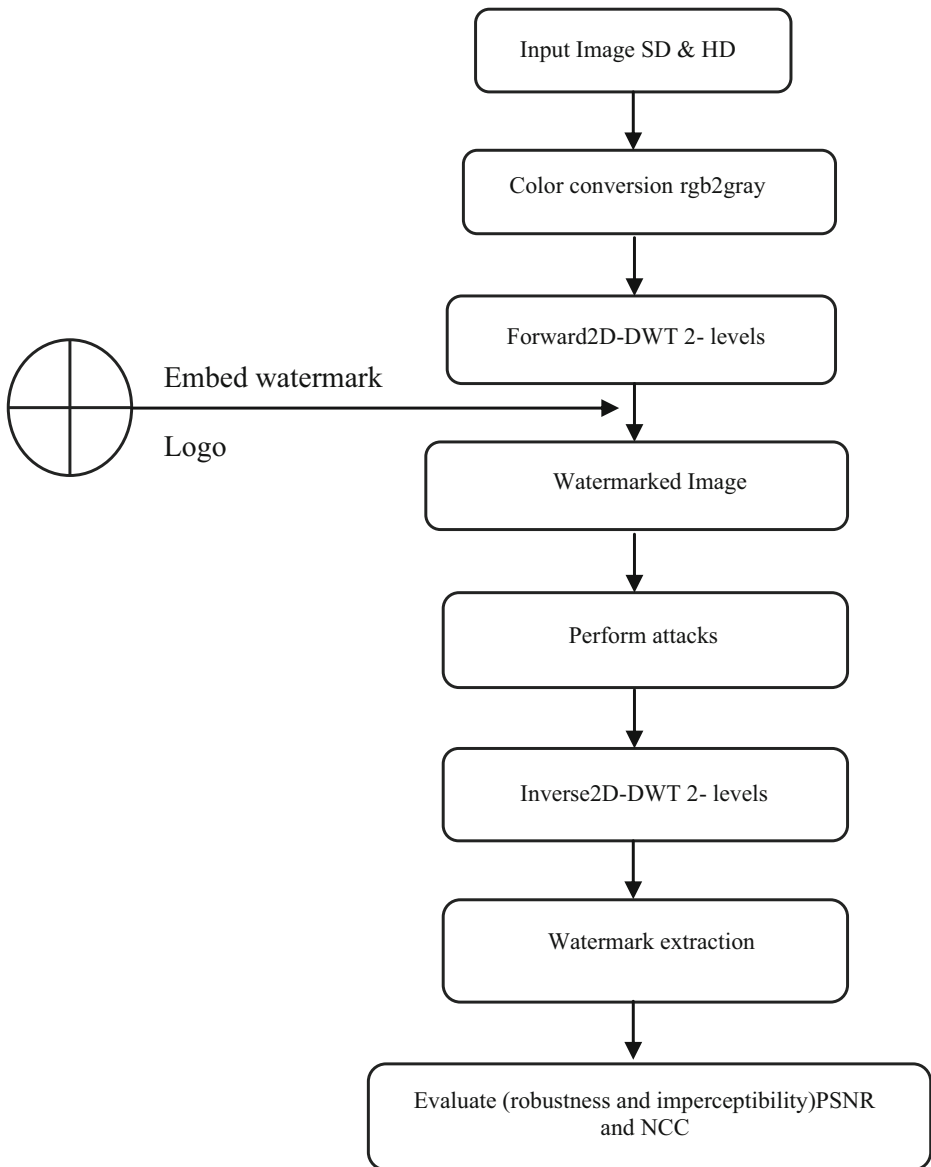 Input Image SD & HD
Color conversion rgb2gray
Forward2D-DWT 2- levels
Embed watermark
Logo
Watermarked Image
Perform attacks
Inverse2D-DWT 2- levels
Watermark extraction
Evaluate (robustness and imperceptibility)PSNR
and NCC